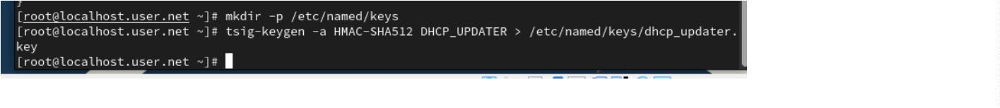 }
[root@localhost.user.net ~]# mkdir -p /etc/named/keys
[root@localhost.user.net ~]# tsig-keygen -a HMAC-SHA512 DHCP_UPDATER > /etc/named/keys/dhcp_updater.
key
[root@localhost.user.net ~]#